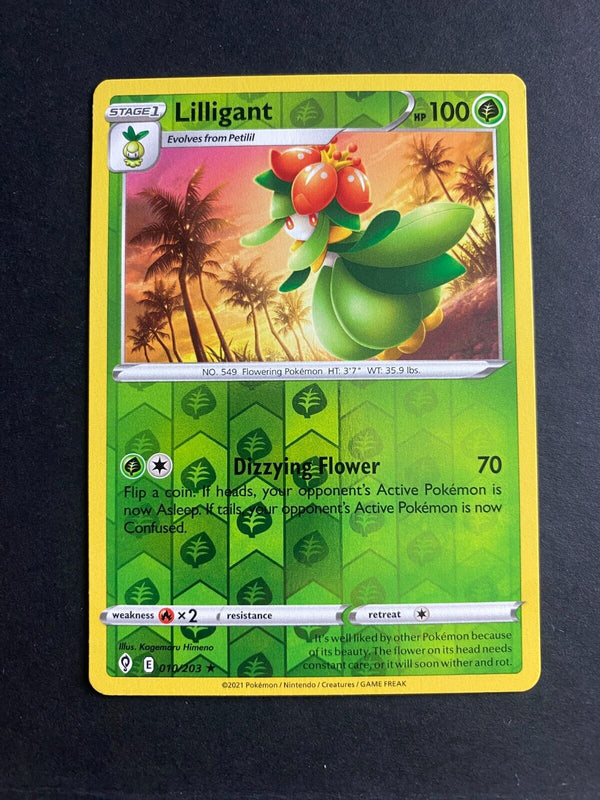 STAGE 1
Lilligant
HP 100
Evolves from Petilil
NO. 549 Flowering Pokémon HT: 3'7" WT: 35.9 lbs.
Dizzying Flower 70
Flip a coin. If heads, your opponent's Active Pokémon is
now Asleep. If tails, your opponent's Active Pokémon is now
Confused.
weakness ×2 resistance retreat
Illus. Kagemaru Himeno
E 010/203 ★
It's well liked by other Pokémon because
of its beauty. The flower on its head needs
constant care, or it will soon wither and rot.
©2021 Pokémon / Nintendo / Creatures / GAME FREAK